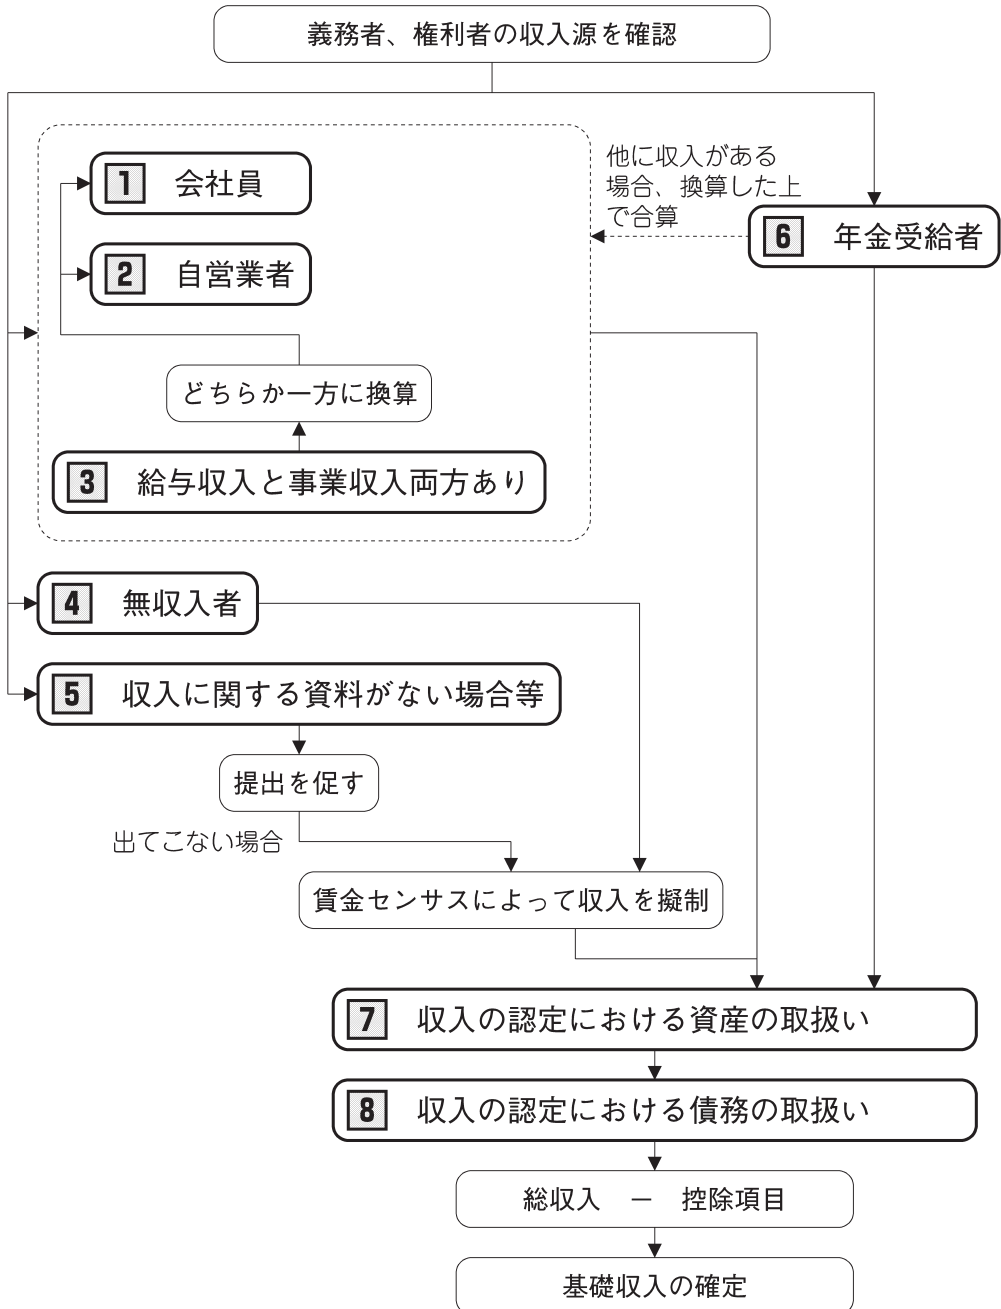 義務者、権利者の収入源を確認
1 会社員
他に収入がある
場合、換算した上
で合算
6 年金受給者
2 自営業者
どちらか一方に換算
3 給与収入と事業収入両方あり
4 無収入者
5 収入に関する資料がない場合等
提出を促す
出てこない場合
賃金センサスによって収入を擬制
7 収入の認定における資産の取扱い
8 収入の認定における債務の取扱い
総収入 － 控除項目
基礎収入の確定